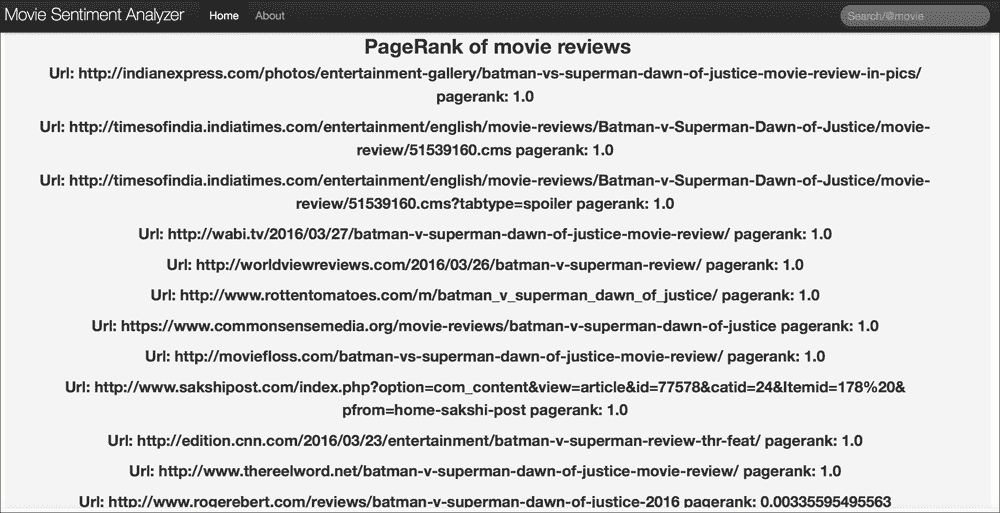 Movie Sentiment Analyzer Home About Search/@movie
PageRank of movie reviews
Url: http://indianexpress.com/photos/entertainment-gallery/batman-vs-superman-dawn-of-justice-movie-review-in-pics/
pagerank: 1.0
Url: http://timesofindia.indiatimes.com/entertainment/english/movie-reviews/Batman-v-Superman-Dawn-of-Justice/movie-
review/51539160.cms pagerank: 1.0
Url: http://timesofindia.indiatimes.com/entertainment/english/movie-reviews/Batman-v-Superman-Dawn-Of-Justice/movie-
review/51539160.cms?tabtype=spoiler pagerank: 1.0
Url: http://wabi.tv/2016/03/27/batman-v-superman-dawn-of-justice-movie-review/ pagerank: 1.0
Url: http://worldviewreviews.com/2016/03/26/batman-v-superman-review/ pagerank: 1.0
Url: http://www.rottentomatoes.com/m/batman_v_superman_dawn_of_justice/ pagerank: 1.0
Url: https://www.commonsensemedia.org/movie-reviews/batman-v-superman-dawn-of-justice pagerank: 1.0
Url: http://moviefloss.com/batman-vs-superman-dawn-of-justice-movie-review/ pagerank: 1.0
Url: http://www.sakshipost.com/index.php?option=com_content&view=article&id=77578&catid=24&Itemid=178%20&
pfrom=home-sakshi-post pagerank: 1.0
Url: http://edition.cnn.com/2016/03/23/entertainment/batman-v-superman-review-thr-feat/ pagerank: 1.0
Url: http://www.thereelword.net/batman-v-superman-dawn-of-justice-movie-review/ pagerank: 1.0
Url: http://www.rogerebert.com/reviews/batman-v-superman-dawn-of-justice-2016 pagerank: 0.00335595495563